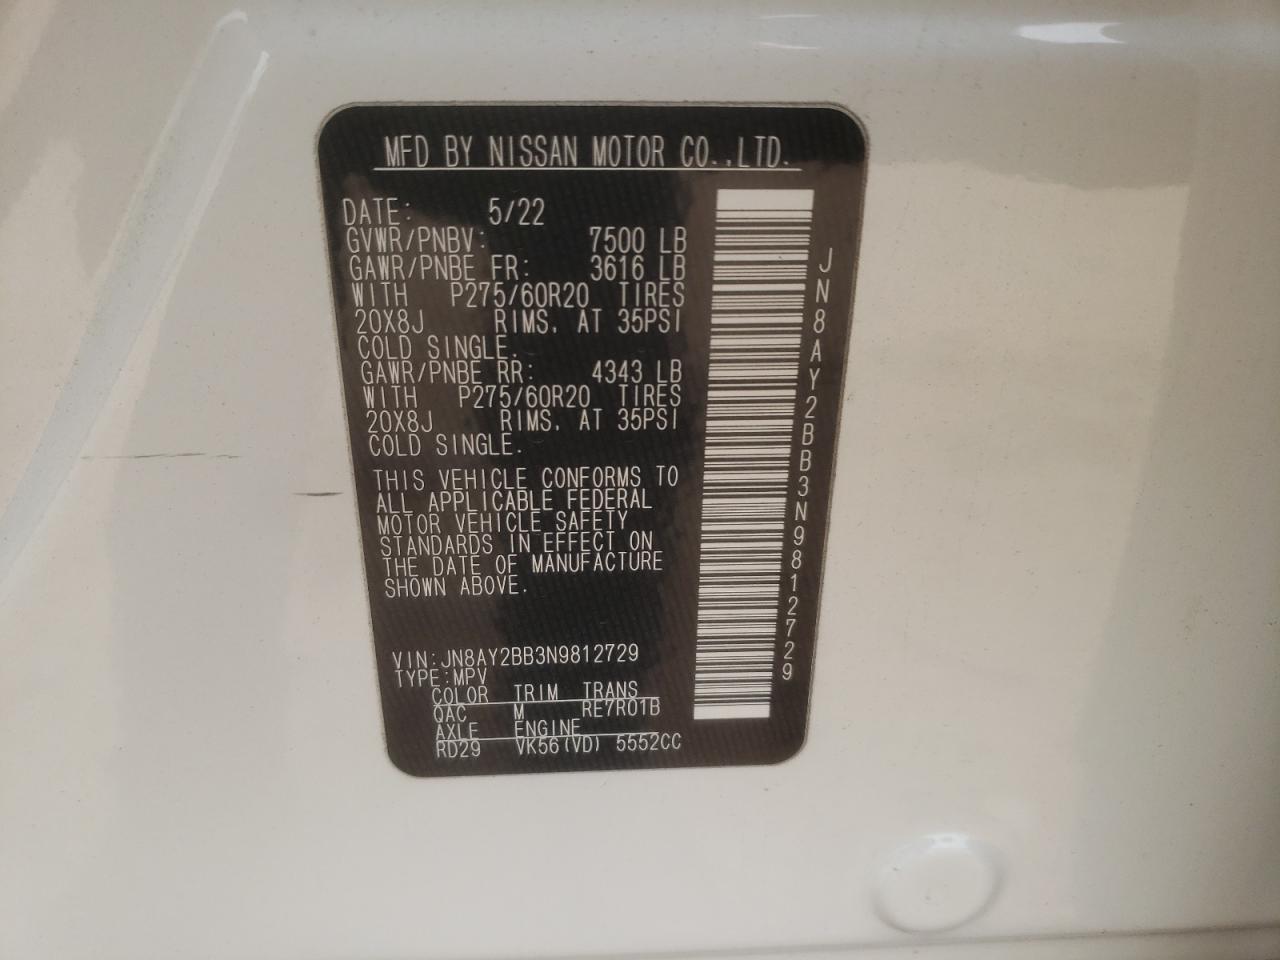 MFD BY NISSAN MOTOR CO.,LTD.
DATE: 5/22
GVWR/PNBV: 7500 LB
GAWR/PNBE FR: 3616 LB
WITH P275/60R20 TIRES
20X8J RIMS, AT 35PSI
COLD SINGLE.
GAWR/PNBE RR: 4343 LB
WITH P275/60R20 TIRES
20X8J RIMS, AT 35PSI
COLD SINGLE.
THIS VEHICLE CONFORMS TO
ALL APPLICABLE FEDERAL
MOTOR VEHICLE SAFETY
STANDARDS IN EFFECT ON
THE DATE OF MANUFACTURE
SHOWN ABOVE.
VIN:JN8AY2BB3N9812729
TYPE:MPV
COLOR TRIM TRANS
QAC M RE7R01B
AXLE ENGINE
RD29 VK56(VD) 5552CC
JN8AY2BB3N9812729